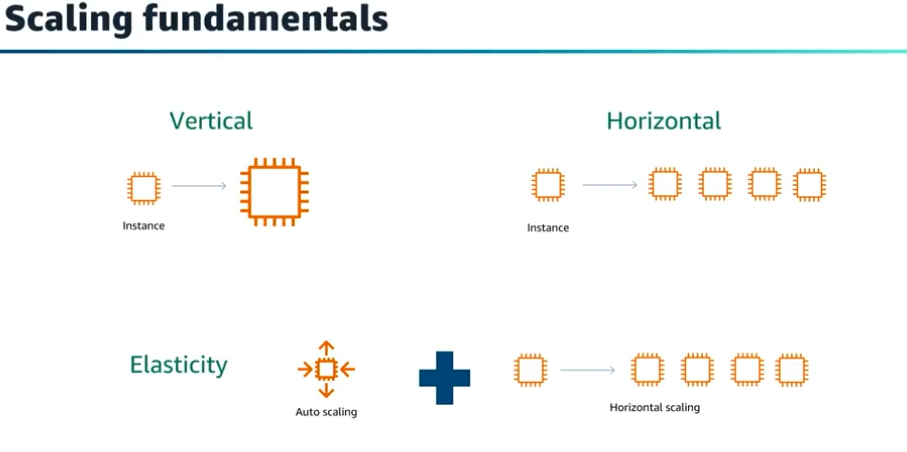 Scaling fundamentals
Vertical
Horizontal
Instance
Instance
Elasticity
Auto scaling
Horizontal scaling